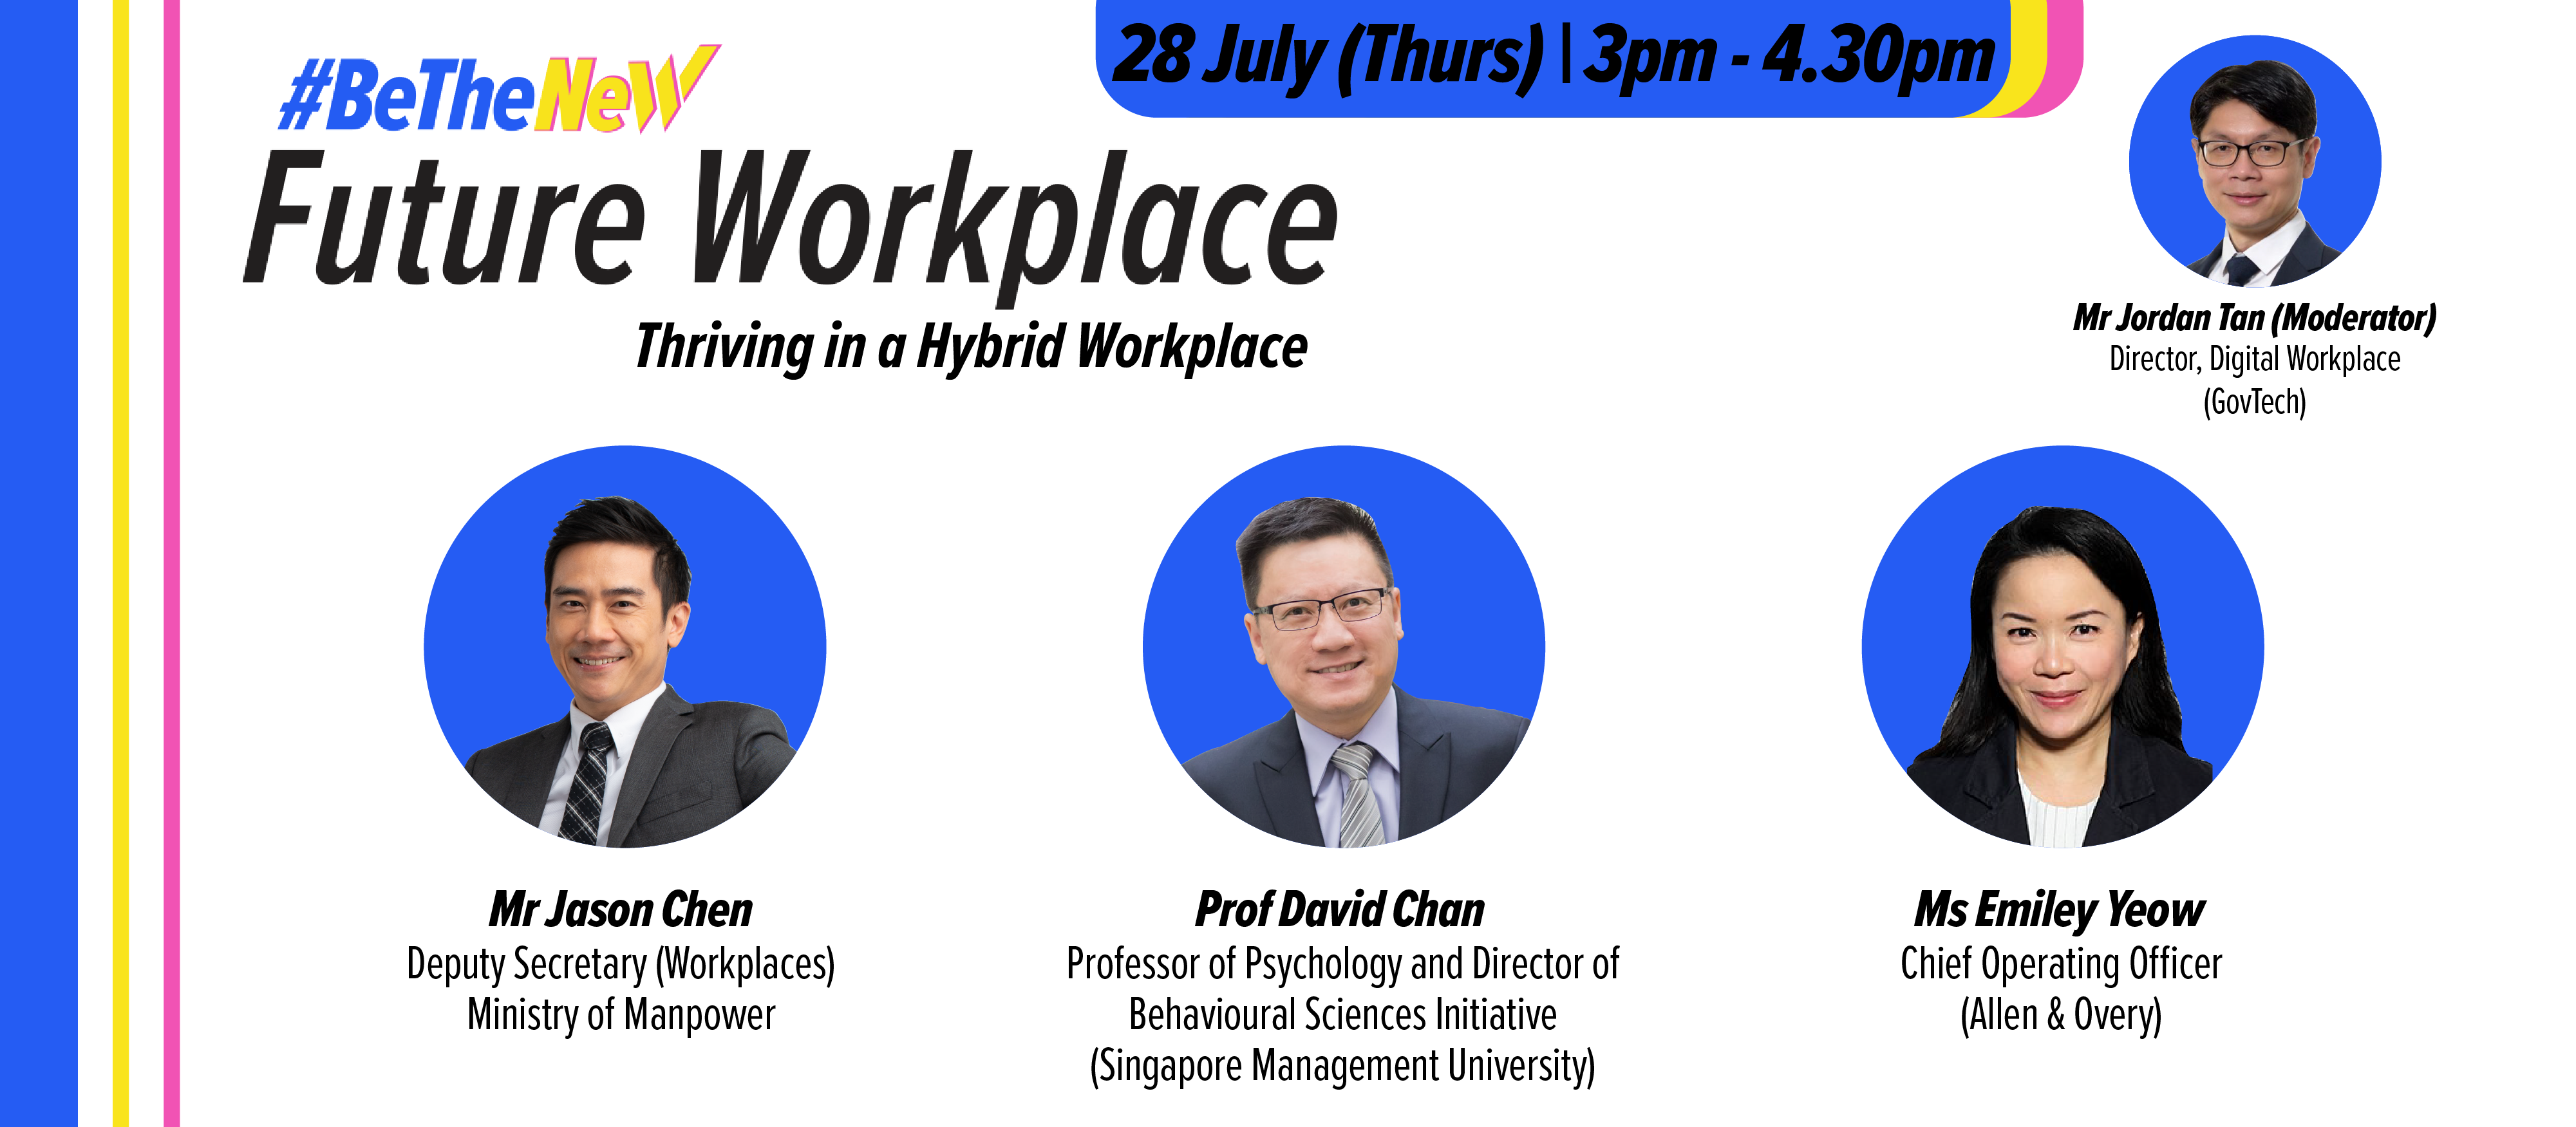 28 July (Thurs) | 3pm - 4.30pm
#BeTheNeW
Future Workplace
Thriving in a Hybrid Workplace
Mr Jordan Tan (Moderator)
Director, Digital Workplace
(GovTech)
Mr Jason Chen
Deputy Secretary (Workplaces)
Ministry of Manpower
Prof David Chan
Professor of Psychology and Director of
Behavioural Sciences Initiative
(Singapore Management University)
Ms Emiley Yeow
Chief Operating Officer
(Allen & Overy)